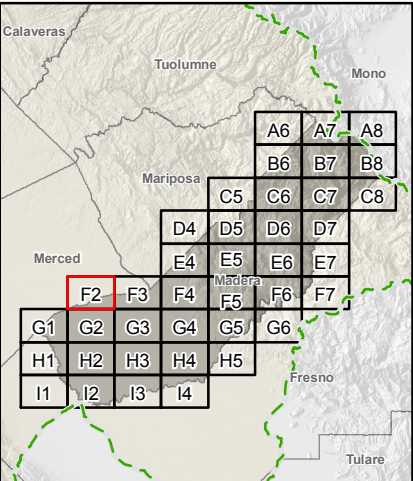 Calaveras
Tuolumne
Mono
A6 A7 A8
B6 B7 B8
Mariposa
C5 C6 C7 C8
D4 D5 D6 D7
Merced
E4 E5 E6 E7
Madera
F2 F3 F4 F5 F6 F7
G1 G2 G3 G4 G5 G6
H1 H2 H3 H4 H5
Fresno
I1 I2 I3 I4
Tulare